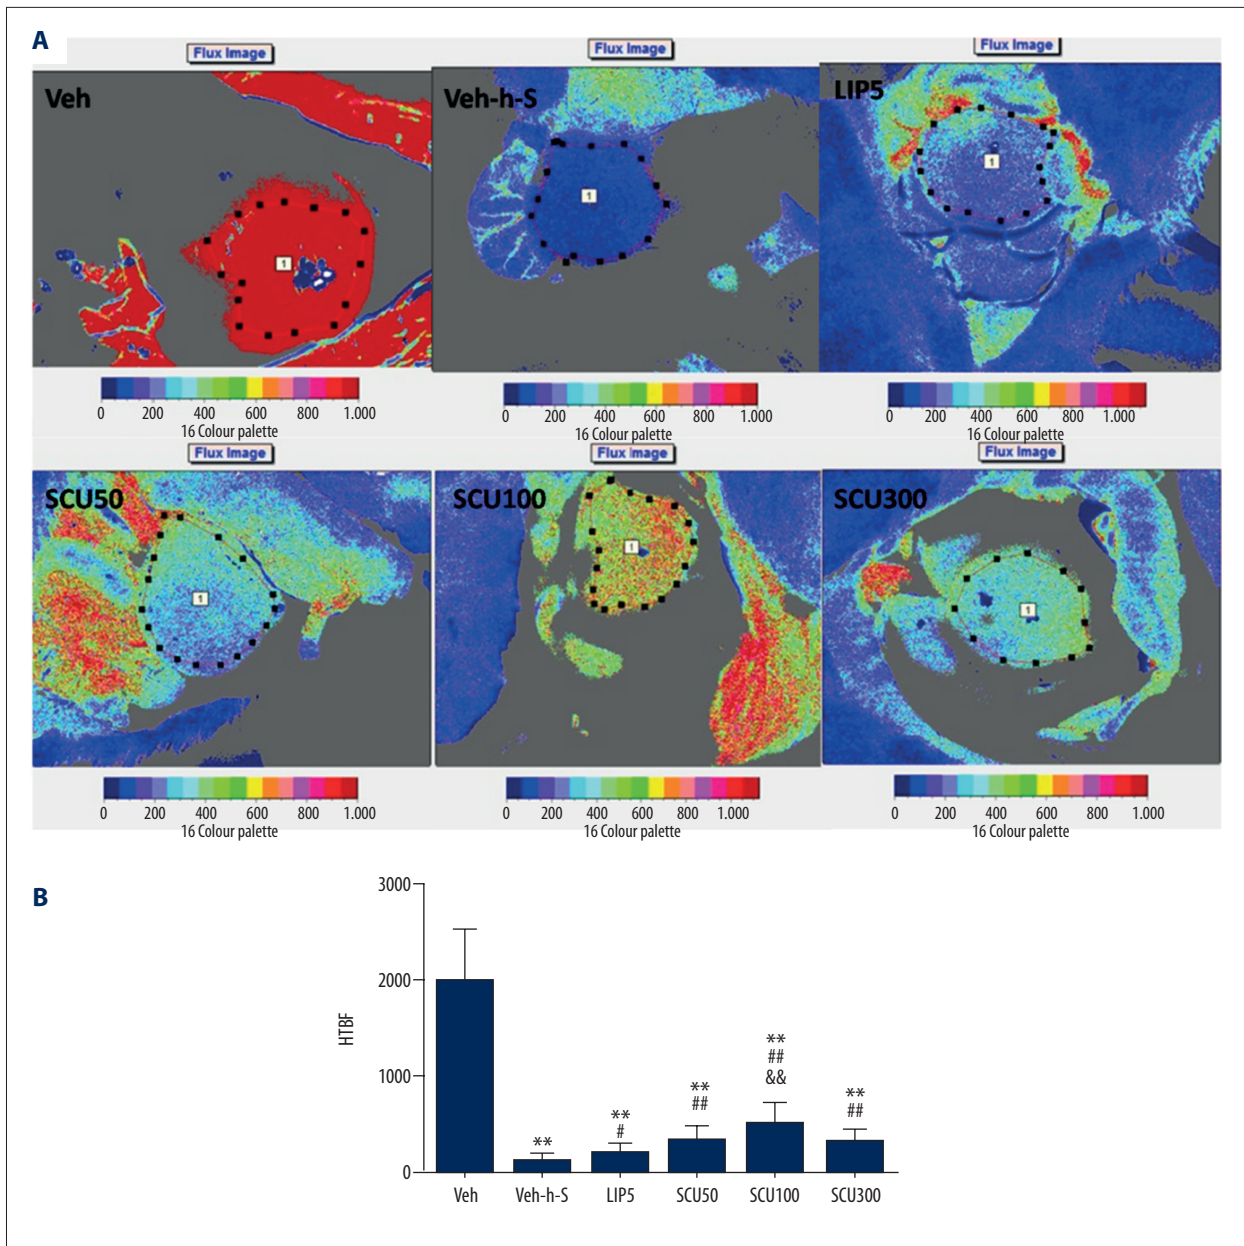 A
Flux Image
Flux Image
Flux Image
Veh
Veh-h-S
LIP5
1
1
1
0 200 400 600 800 1.000
16 Colour palette
0 200 400 600 800 1.000
16 Colour palette
0 200 400 600 800 1.000
16 Colour palette
Flux Image
Flux Image
Flux Image
SCU50
SCU100
SCU300
1
1
1
0 200 400 600 800 1.000
16 Colour palette
0 200 400 600 800 1.000
16 Colour palette
0 200 400 600 800 1.000
16 Colour palette
B
HTBF
3000
2000
1000
0
**
**
#
**
##
**
##
&&
**
##
Veh Veh-h-S LIP5 SCU50 SCU100 SCU300